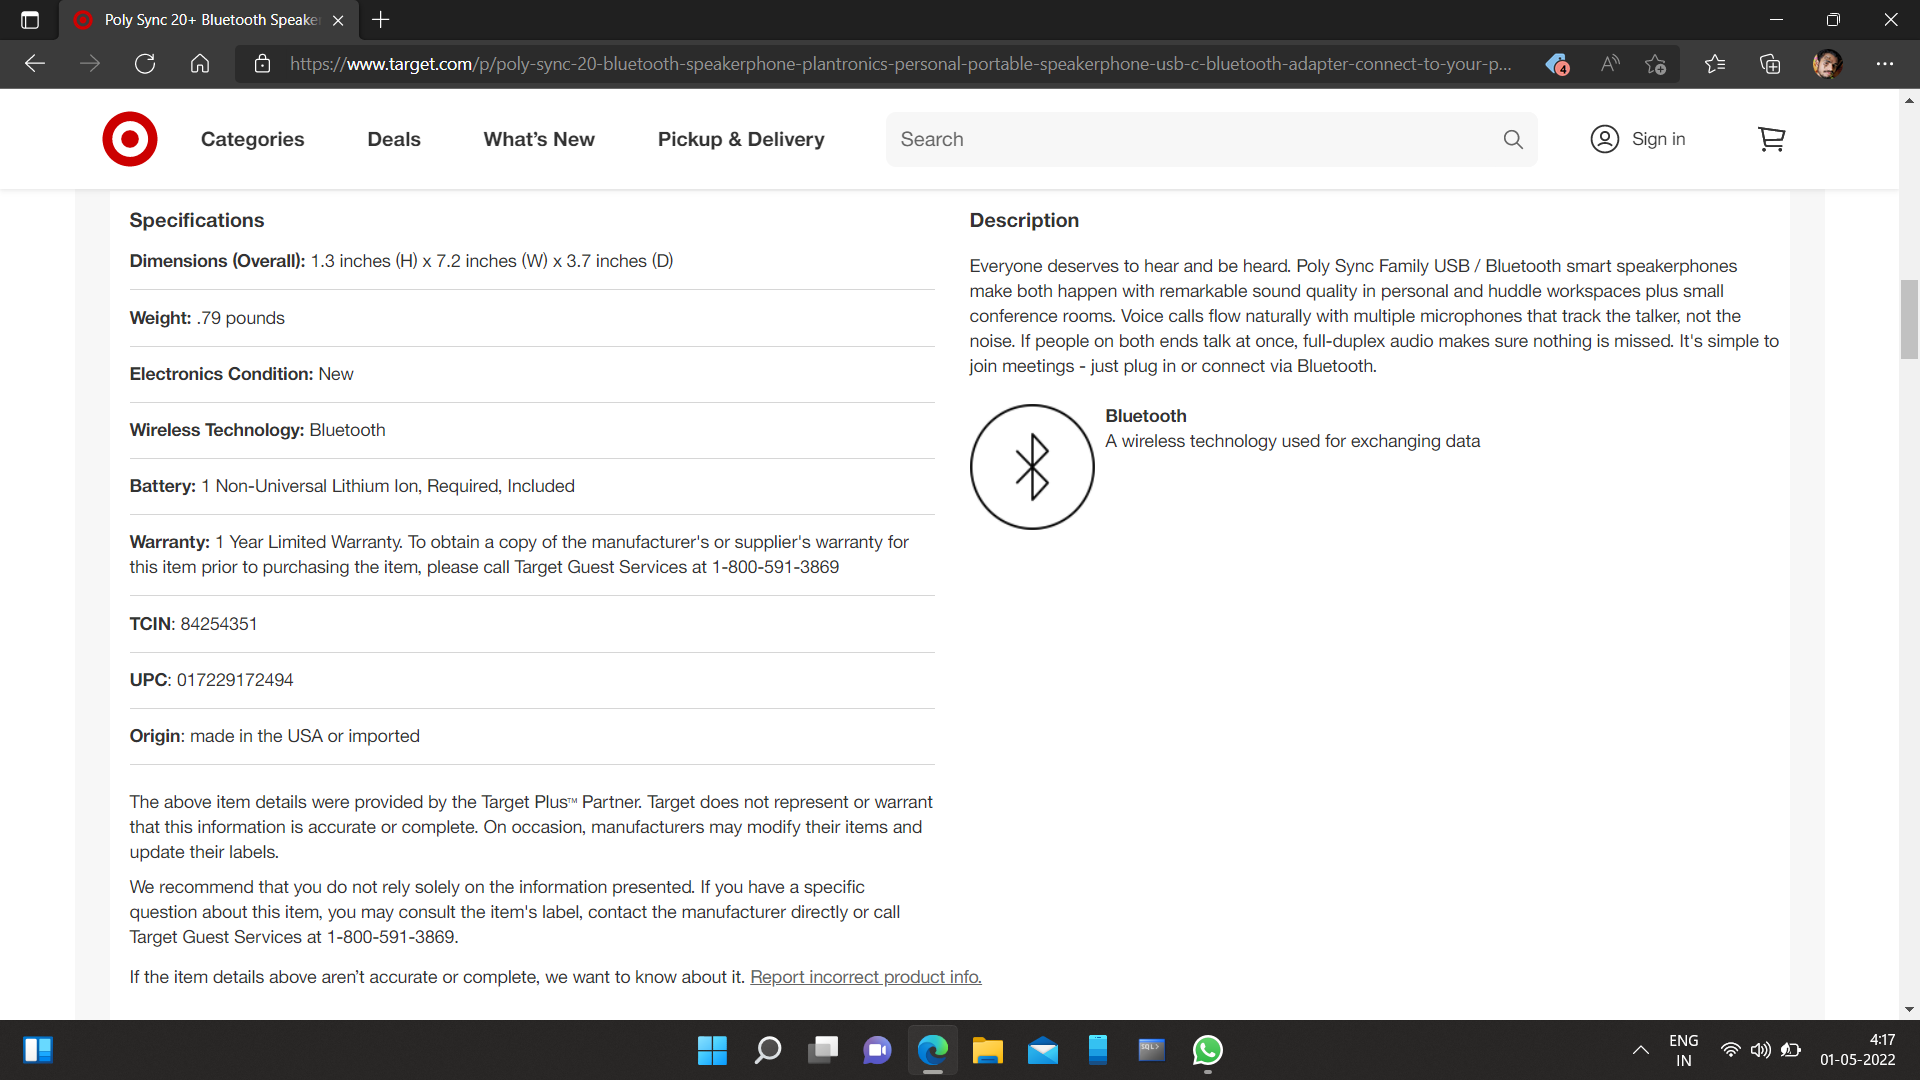 Poly Sync 20+ Bluetooth Speake
https://www.target.com/p/poly-sync-20-bluetooth-speakerphone-plantronics-personal-portable-speakerphone-usb-c-bluetooth-adapter-connect-to-your-p...
4
Categories Deals What's New Pickup & Delivery Search Sign in
Specifications
Dimensions (Overall): 1.3 inches (H) x 7.2 inches (W) x 3.7 inches (D)
Weight: .79 pounds
Electronics Condition: New
Wireless Technology: Bluetooth
Battery: 1 Non-Universal Lithium Ion, Required, Included
Warranty: 1 Year Limited Warranty. To obtain a copy of the manufacturer's or supplier's warranty for
this item prior to purchasing the item, please call Target Guest Services at 1-800-591-3869
TCIN: 84254351
UPC: 017229172494
Origin: made in the USA or imported
The above item details were provided by the Target Plus™ Partner. Target does not represent or warrant
that this information is accurate or complete. On occasion, manufacturers may modify their items and
update their labels.
We recommend that you do not rely solely on the information presented. If you have a specific
question about this item, you may consult the item's label, contact the manufacturer directly or call
Target Guest Services at 1-800-591-3869.
If the item details above aren't accurate or complete, we want to know about it. Report incorrect product info.
Description
Everyone deserves to hear and be heard. Poly Sync Family USB / Bluetooth smart speakerphones
make both happen with remarkable sound quality in personal and huddle workspaces plus small
conference rooms. Voice calls flow naturally with multiple microphones that track the talker, not the
noise. If people on both ends talk at once, full-duplex audio makes sure nothing is missed. It's simple to
join meetings - just plug in or connect via Bluetooth.
Bluetooth
A wireless technology used for exchanging data
SQL>
ENG
IN
4:17
01-05-2022